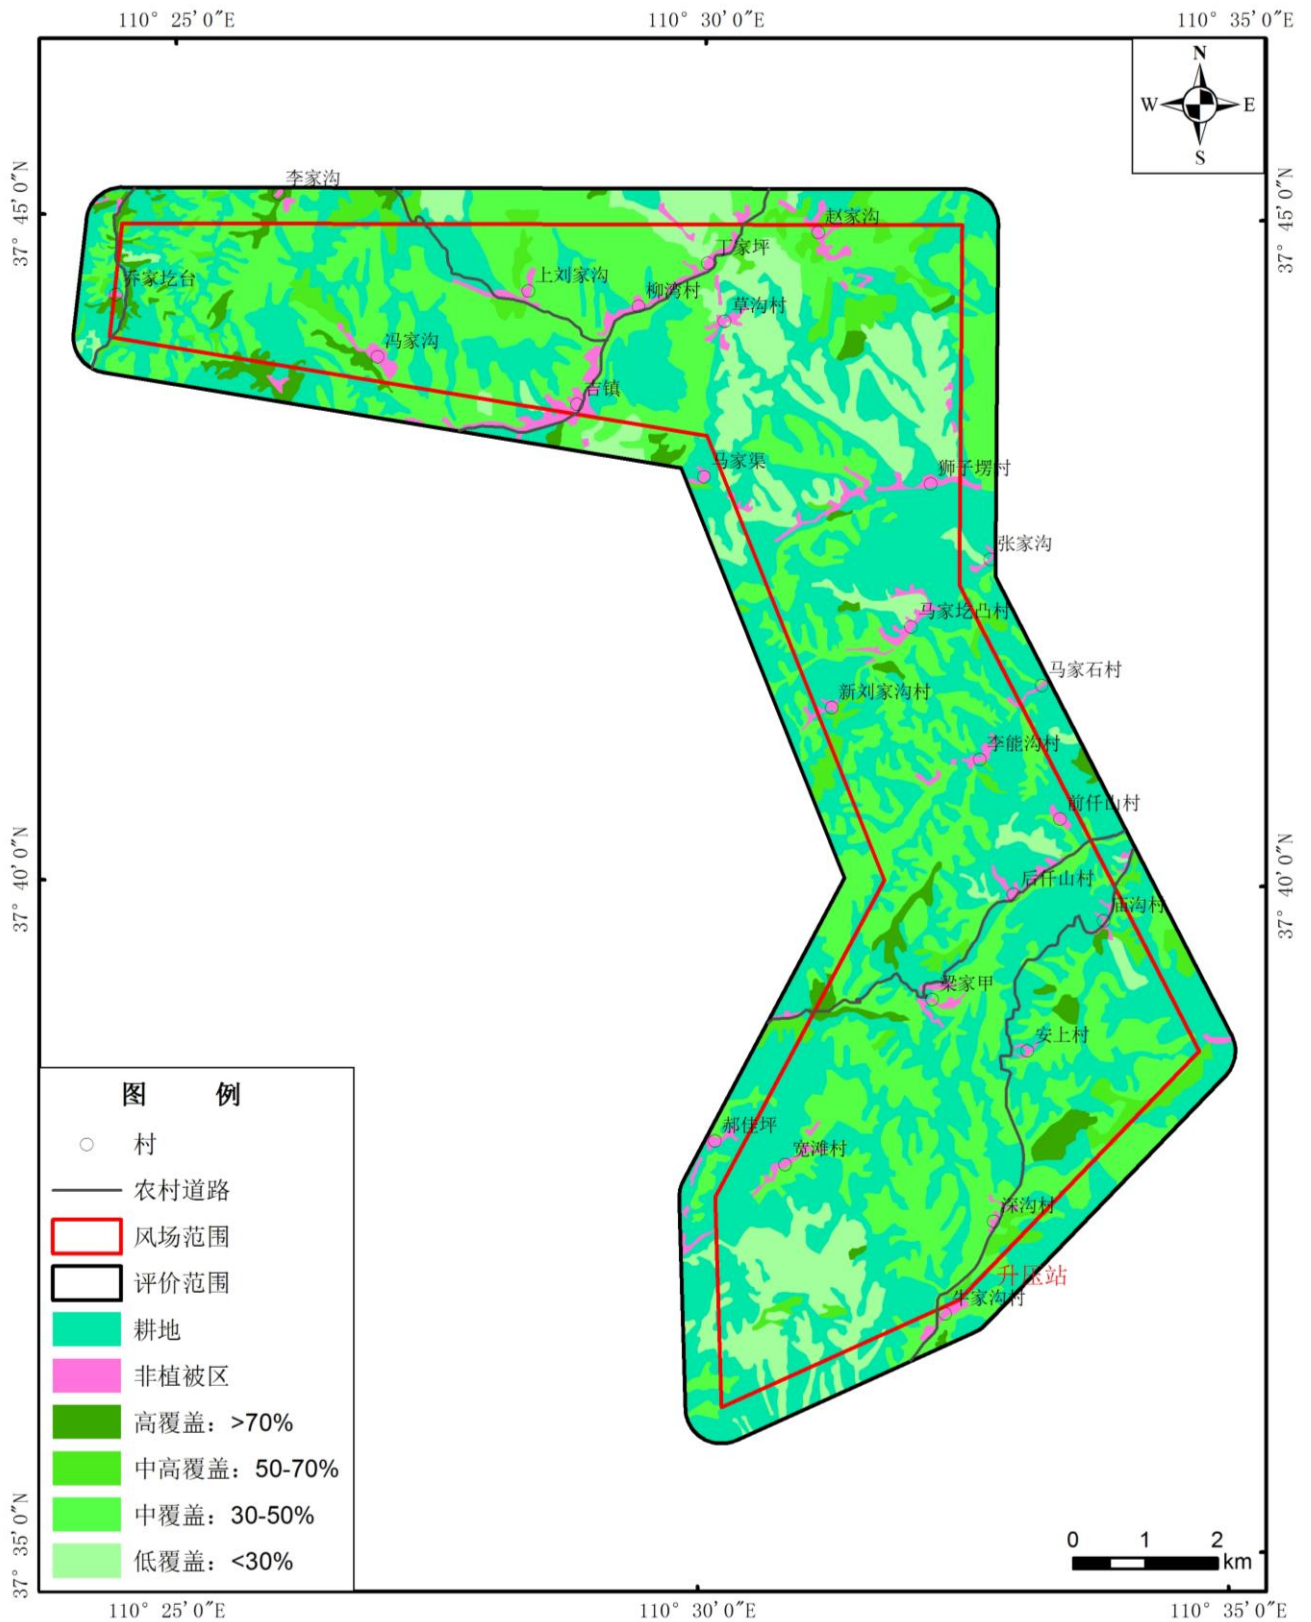 110° 25′0″E
110° 30′0″E
110° 35′0″E
N
W
E
S
37° 45′0″N
37° 45′0″N
李家沟
赵家沟
丁家坪
乔家圪台
上刘家沟
柳湾村
草沟村
冯家沟
吉镇
马家渠
狮子塄村
张家沟
马家圪凸村
马家石村
新刘家沟村
李能沟村
前仟山村
37° 40′0″N
37° 40′0″N
后仟山村
庙沟村
梁家甲
安上村
郝佳坪
宽滩村
深沟村
升压站
牛家沟村
图 例
村
农村道路
风场范围
评价范围
耕地
非植被区
高覆盖：>70%
中高覆盖：50-70%
中覆盖：30-50%
低覆盖：<30%
37° 35′0″N
37° 35′0″N
0 1 2
km
110° 25′0″E
110° 30′0″E
110° 35′0″E